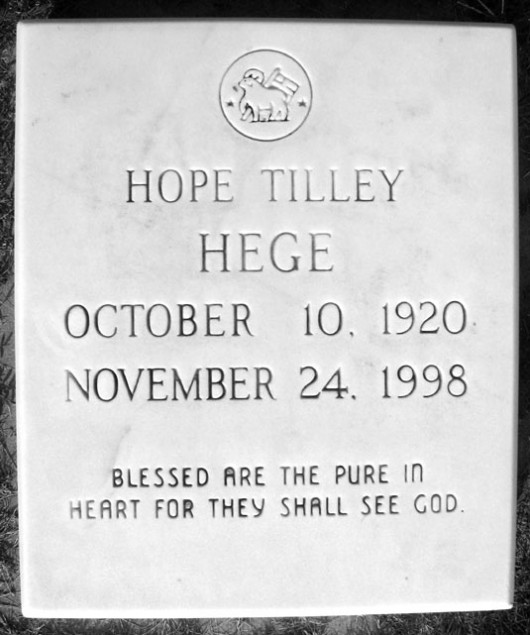 HOPE TILLEY
HEGE
OCTOBER 10, 1920
NOVEMBER 24, 1998
BLESSED ARE THE PURE IN
HEART FOR THEY SHALL SEE GOD.